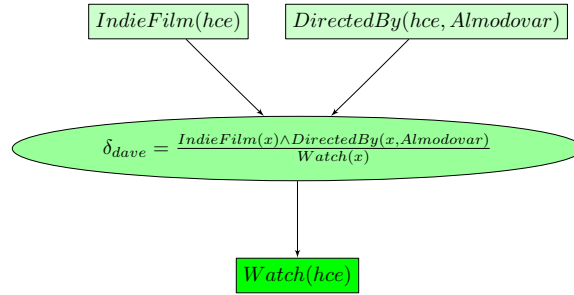 IndieFilm(hce) DirectedBy(hce, Almodovar)
δ_dave = IndieFilm(x)∧DirectedBy(x,Almodovar) / Watch(x)
Watch(hce)